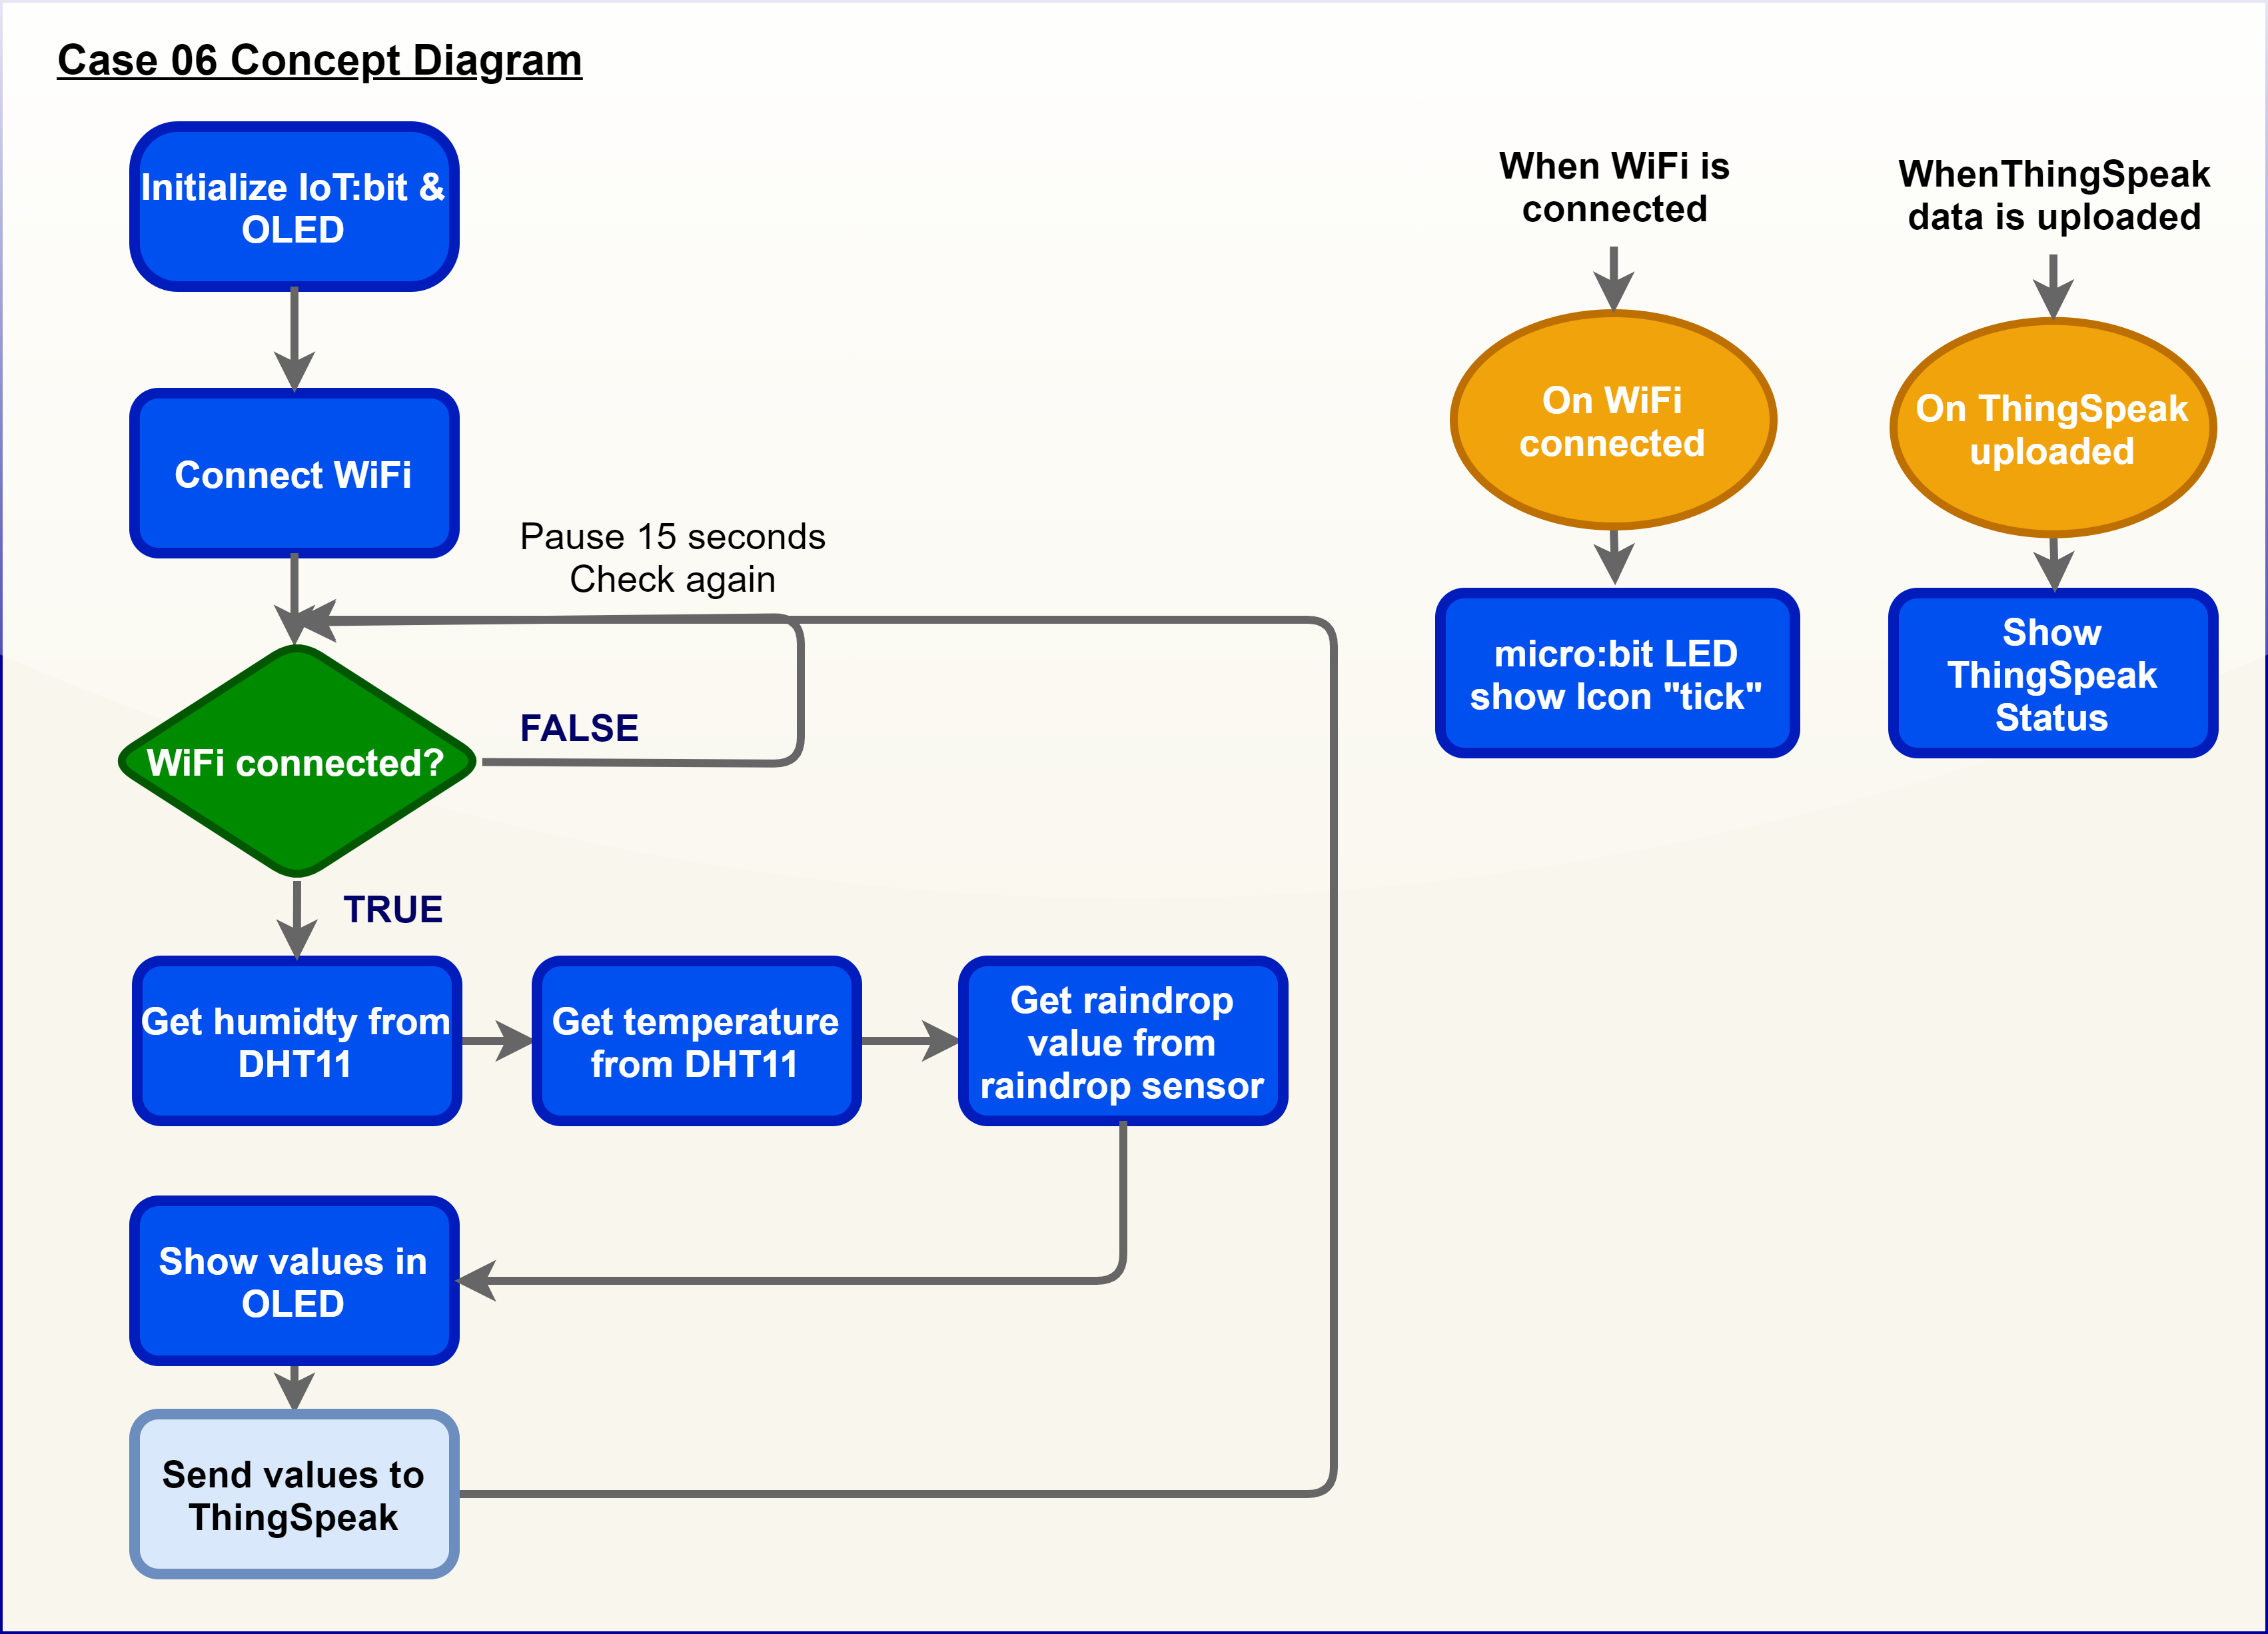 Case 06 Concept Diagram
Initialize IoT:bit &
OLED
Connect WiFi
Pause 15 seconds
Check again
WiFi connected?
FALSE
TRUE
Get humidty from
DHT11
Get temperature
from DHT11
Get raindrop
value from
raindrop sensor
Show values in
OLED
Send values to
ThingSpeak
When WiFi is
connected
On WiFi
connected
micro:bit LED
show Icon "tick"
WhenThingSpeak
data is uploaded
On ThingSpeak
uploaded
Show
ThingSpeak
Status